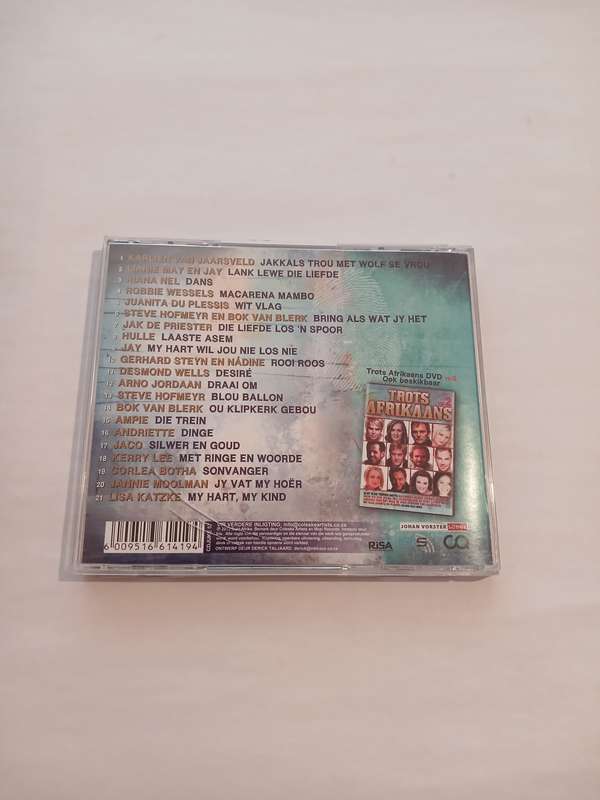 1 KARLIEN VAN JAARSVELD JAKKALS TROU MET WOLF SE VROU
2 MAY EN JAY LANK LEWE DIE LIEFDE
3 RIANA NEL DANS
4 ROBBIE WESSELS MACARENA MAMBO
5 JUANITA DU PLESSIS WIT VLAG
6 STEVE HOFMEYR EN BOK VAN BLERK BRING ALS WAT JY HET
7 JAK DE PRIESTER DIE LIEFDE LOS 'N SPOOR
8 HULLE LAASTE ASEM
9 JAY MY HART WIL JOU NIE LOS NIE
10 GERHARD STEYN EN NÁDINE ROOI ROOS
11 DESMOND WELLS DESIRÉ
12 ARNO JORDAAN DRAAI OM
13 STEVE HOFMEYR BLOU BALLON
14 BOK VAN BLERK OU KLIPKERK GEBOU
15 AMPIE DIE TREIN
16 ANDRIETTE DINGE
17 JACO SILWER EN GOUD
18 KERRY LEE MET RINGE EN WOORDE
19 CORLEA BOTHA SONVANGER
20 JANNIE MOOLMAN JY VAT MY HOËR
21 LISA KATZKE MY HART, MY KIND
Trots Afrikaans DVD
Ook beskikbaar
TROTS
AFRIKAANS
6 009516 614194
VIR VERDERE INLIGTING:
ONTWERP DEUR DERICK TALJAARD:
JOHAN VORSTER
RiSA
CQ